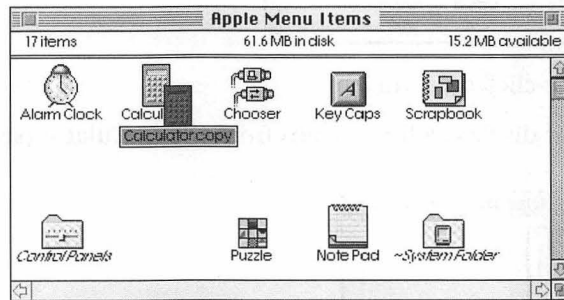 Apple Menu Items
17 items 61.6 MB in disk 15.2 MB available
Alarm Clock Calcul Chooser Key Caps Scrapbook
Calculator copy
Control Panels Puzzle Note Pad ~System Folder